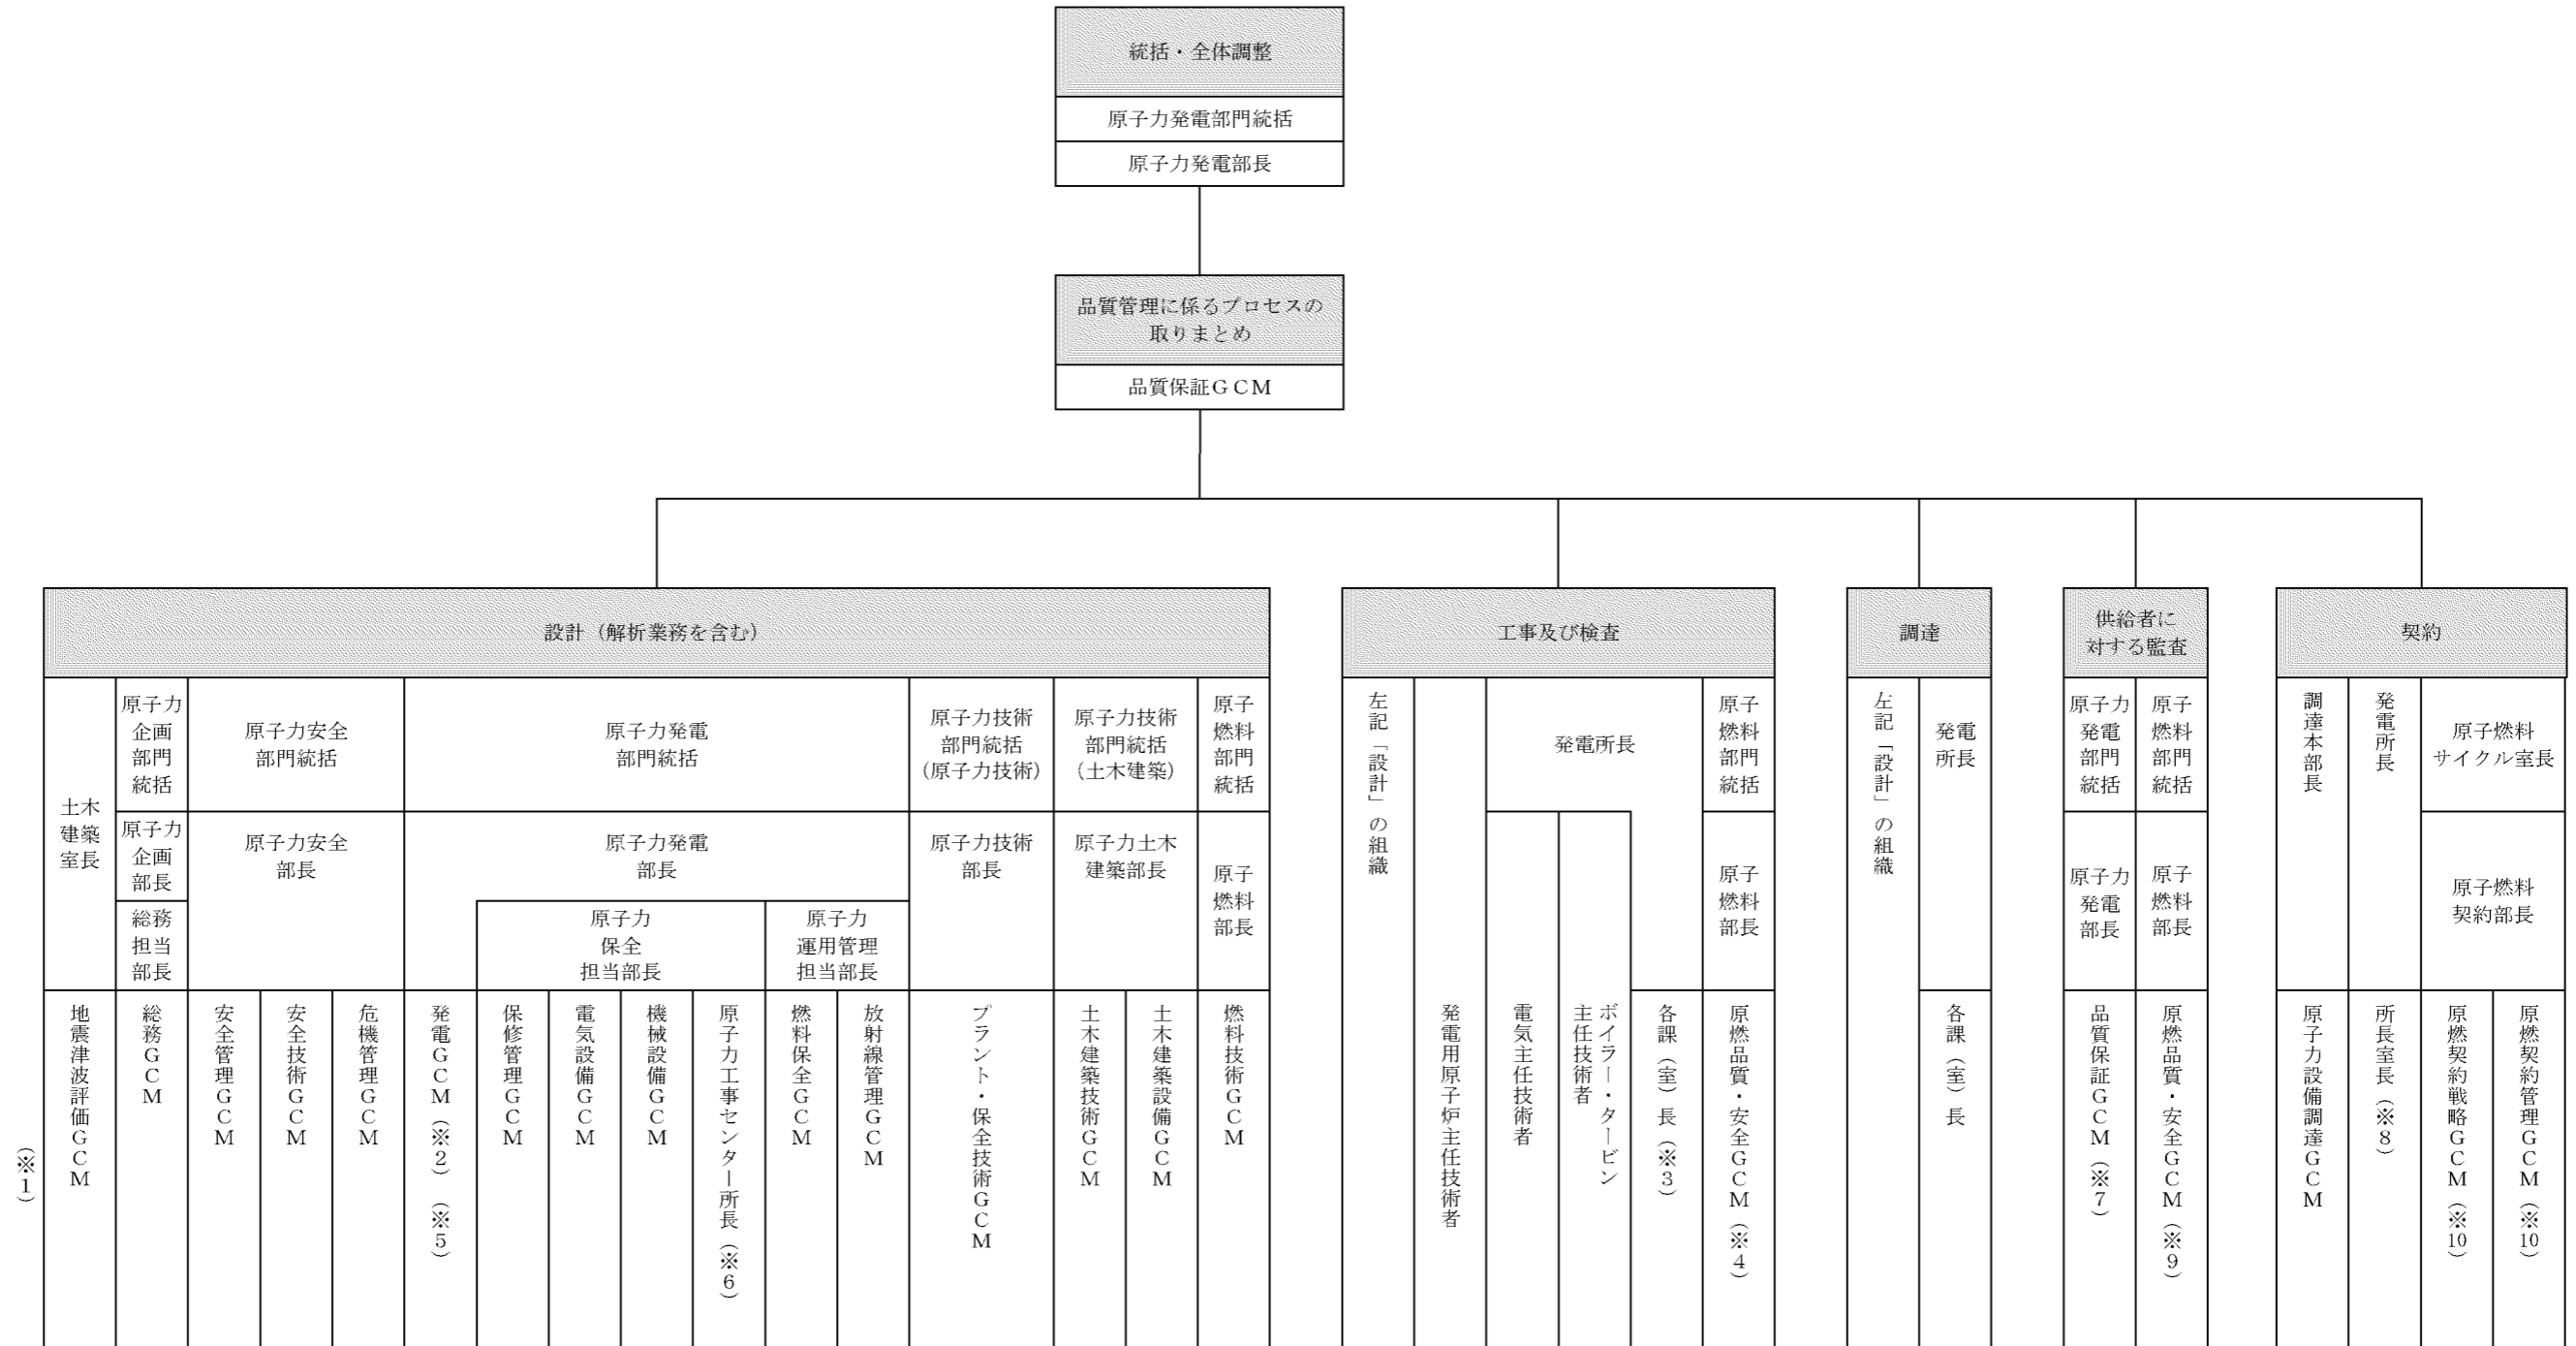 統括・全体調整
原子力発電部門統括
原子力発電部長
品質管理に係るプロセスの
取りまとめ
品質保証ＧＣＭ
設計（解析業務を含む）
土木
建築
室長
原子力
企画
部門
統括
原子力安全
部門統括
原子力発電
部門統括
原子力技術
部門統括
（原子力技術）
原子力技術
部門統括
（土木建築）
原子
燃料
部門
統括
原子力
企画
部長
原子力安全
部長
原子力発電
部長
原子力技術
部長
原子力土木
建築部長
原子
燃料
部長
総務
担当
部長
原子力
保全
担当部長
原子力
運用管理
担当部長
（※１）
地震津波評価ＧＣＭ
総務ＧＣＭ
安全管理ＧＣＭ
安全技術ＧＣＭ
危機管理ＧＣＭ
発電ＧＣＭ（※２）（※５）
保修管理ＧＣＭ
電気設備ＧＣＭ
機械設備ＧＣＭ
原子力工事センター所長（※６）
燃料保全ＧＣＭ
放射線管理ＧＣＭ
プラント・保全技術ＧＣＭ
土木建築技術ＧＣＭ
土木建築設備ＧＣＭ
燃料技術ＧＣＭ
工事及び検査
左記「設計」の組織
発電用原子炉主任技術者
発電所長
電気主任技術者
ボイラー・タービン
主任技術者
各課（室）長（※３）
原子
燃料
部門
統括
原子
燃料
部長
原燃品質・安全ＧＣＭ（※４）
調達
左記「設計」の組織
発電
所長
各課（室）長
供給者に
対する監査
原子力
発電
部門
統括
原子
燃料
部門
統括
原子力
発電
部長
原子
燃料
部長
品質保証ＧＣＭ（※７）
原燃品質・安全ＧＣＭ（※９）
契約
調達本部長
発電所長
原子燃料
サイクル室長
原子燃料
契約部長
原子力設備調達ＧＣＭ
所長室長（※８）
原燃契約戦略ＧＣＭ（※10）
原燃契約管理ＧＣＭ（※10）